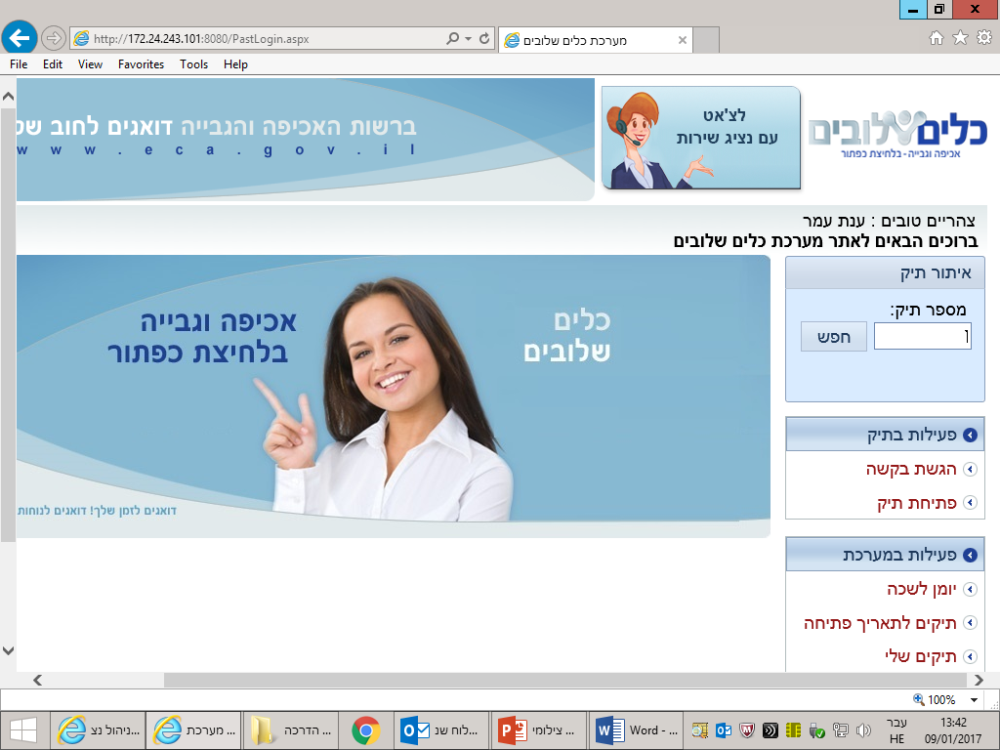 http://172.24.243.101:8080/PastLogin.aspx
מערכת כלים שלובים
File Edit View Favorites Tools Help
ברשות האכיפה והגבייה דואגים לחוב של
www.eca.gov.il
לצ'אט
עם נציג שירות
כלים שלובים
אכיפה וגבייה - בלחיצת כפתור
צהריים טובים : ענת עמר
ברוכים הבאים לאתר מערכת כלים שלובים
איתור תיק
מספר תיק:
חפש
כלים
שלובים
אכיפה וגבייה
בלחיצת כפתור
דואגים לזמן שלך! דואגים לנוחות
פעילות בתיק
הגשת בקשה
פתיחת תיק
פעילות במערכת
יומן לשכה
תיקים לתאריך פתיחה
תיקים שלי
100%
ניהול נצ...
מערכת ...
הדרכה ...
לוח שנ...
צילומי ...
Word - ...
עבר
HE
13:42
09/01/2017